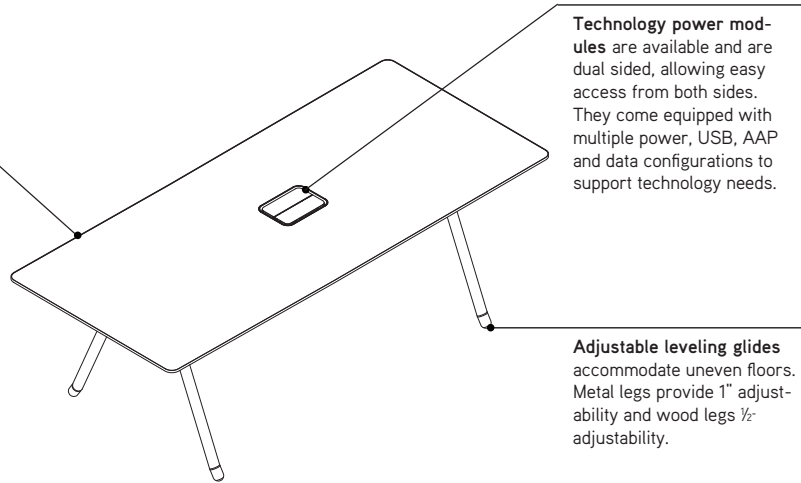 Technology power mod-
ules are available and are
dual sided, allowing easy
access from both sides.
They come equipped with
multiple power, USB, AAP
and data configurations to
support technology needs.
Adjustable leveling glides
accommodate uneven floors.
Metal legs provide 1" adjust-
ability and wood legs ½"
adjustability.